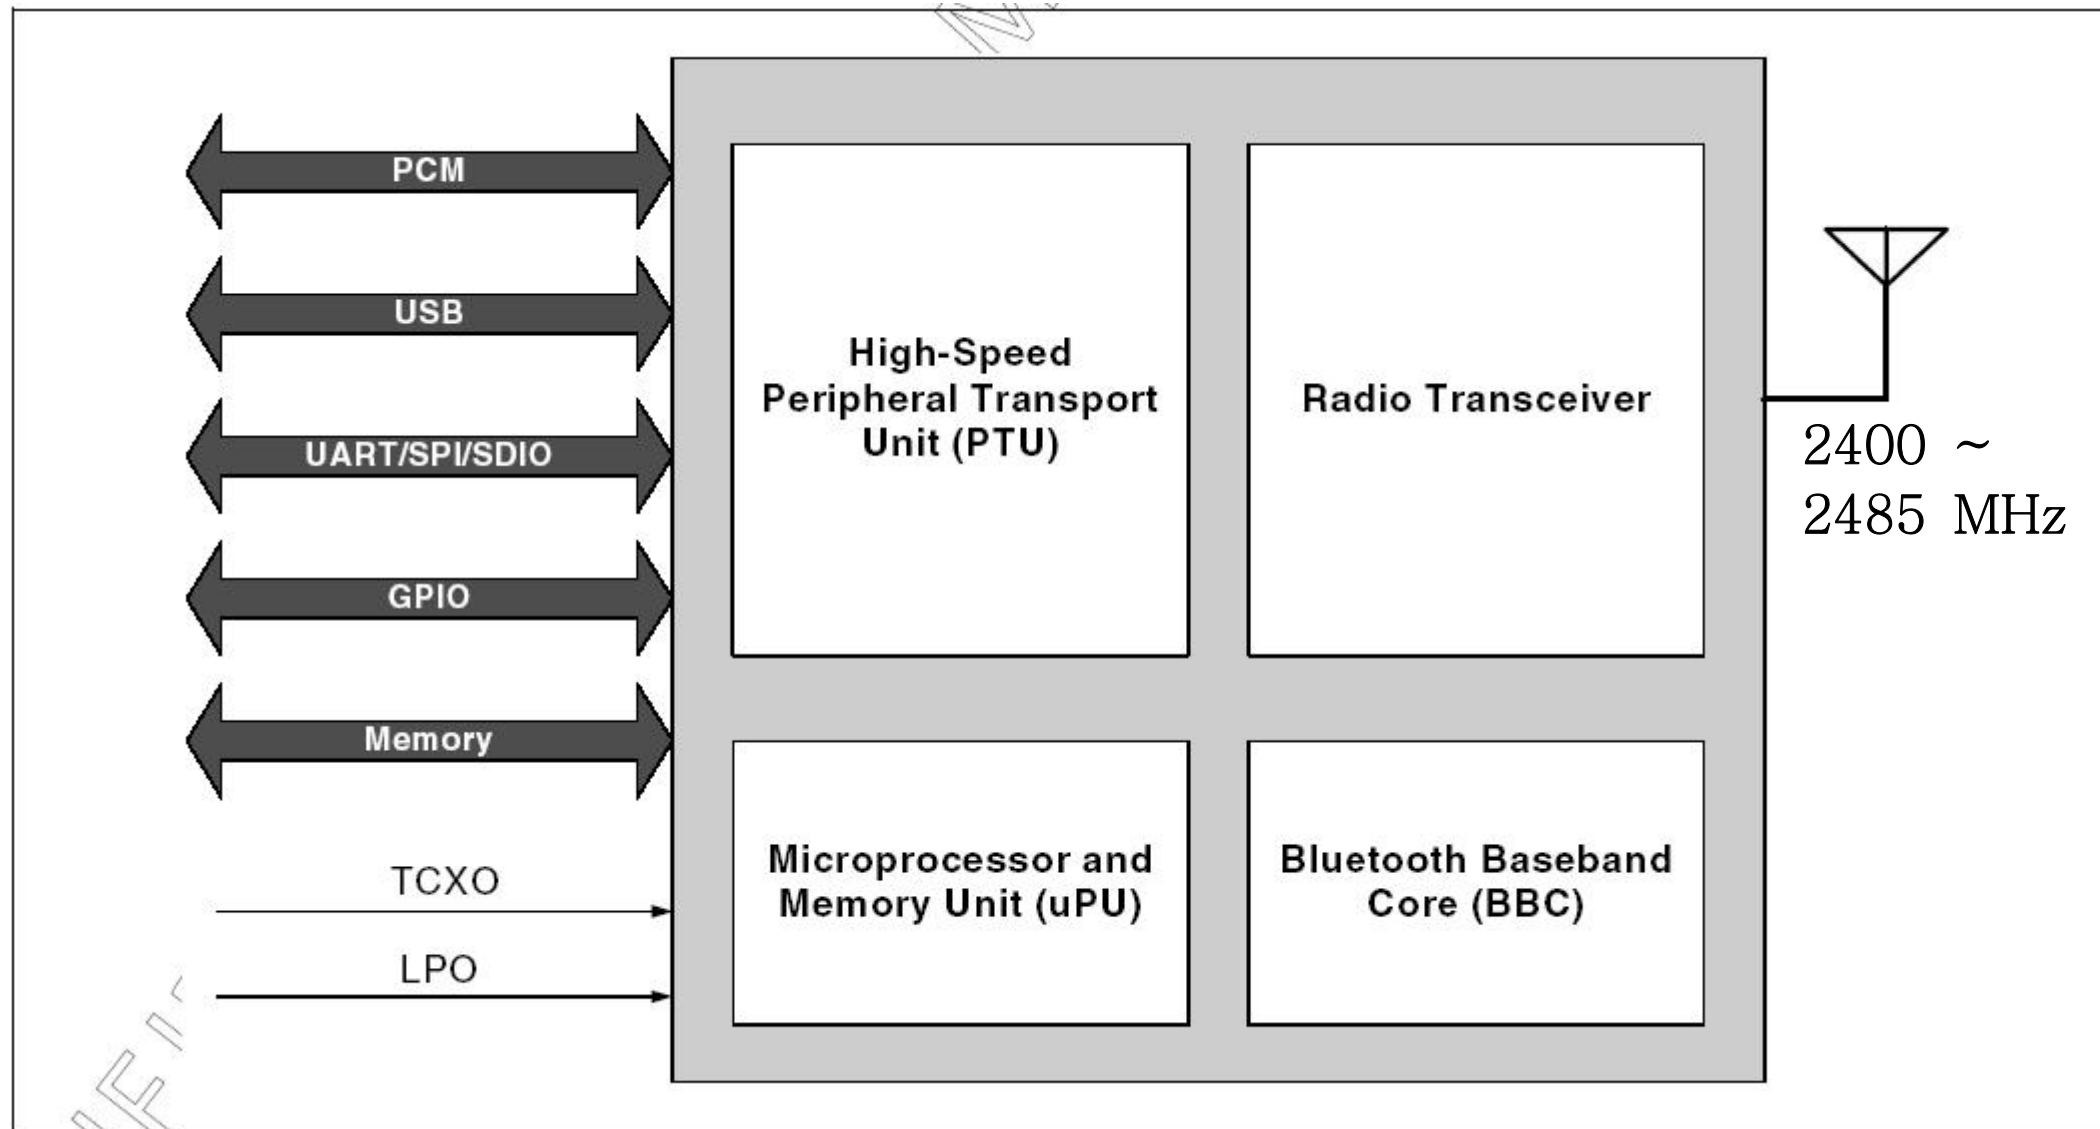 PCM
USB
UART/SPI/SDIO
GPIO
Memory
TCXO
LPO
High-Speed
Peripheral Transport
Unit (PTU)
Radio Transceiver
Microprocessor and
Memory Unit (uPU)
Bluetooth Baseband
Core (BBC)
2400 ~
2485 MHz